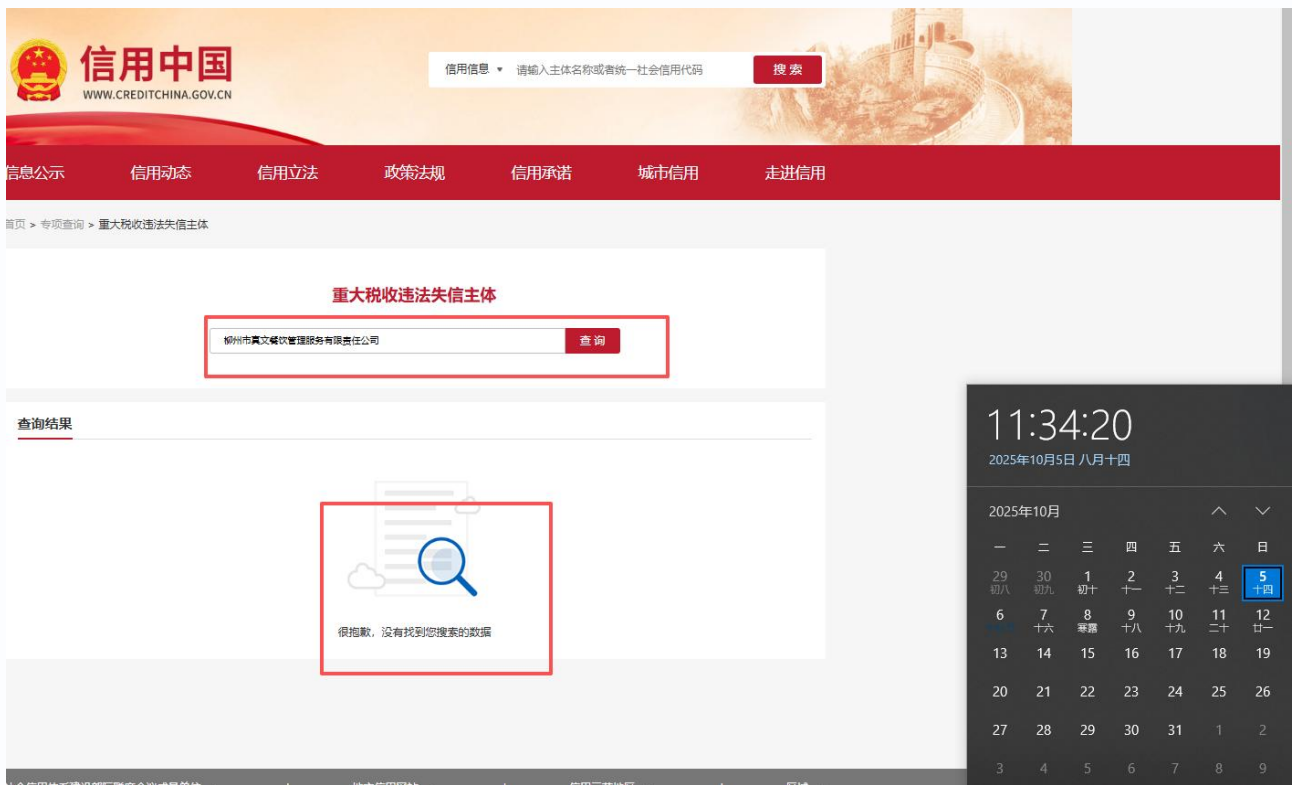 信用中国
WWW.CREDITCHINA.GOV.CN
信用信息 请输入主体名称或者统一社会信用代码 搜索
信息公示 信用动态 信用立法 政策法规 信用承诺 城市信用 走进信用
首页 > 专项查询 > 重大税收违法失信主体
重大税收违法失信主体
柳州市真文餐饮管理服务有限责任公司 查询
查询结果
很抱歉，没有找到您搜索的数据
11:34:20
2025年10月5日 八月十四
2025年10月
一 二 三 四 五 六 日
29 30 1 2 3 4 5
初八 初九 初十 十一 十二 十三 十四
6 7 8 9 10 11 12
十六 寒露 十八 十九 二十 廿一
13 14 15 16 17 18 19
20 21 22 23 24 25 26
27 28 29 30 31 1 2
3 4 5 6 7 8 9